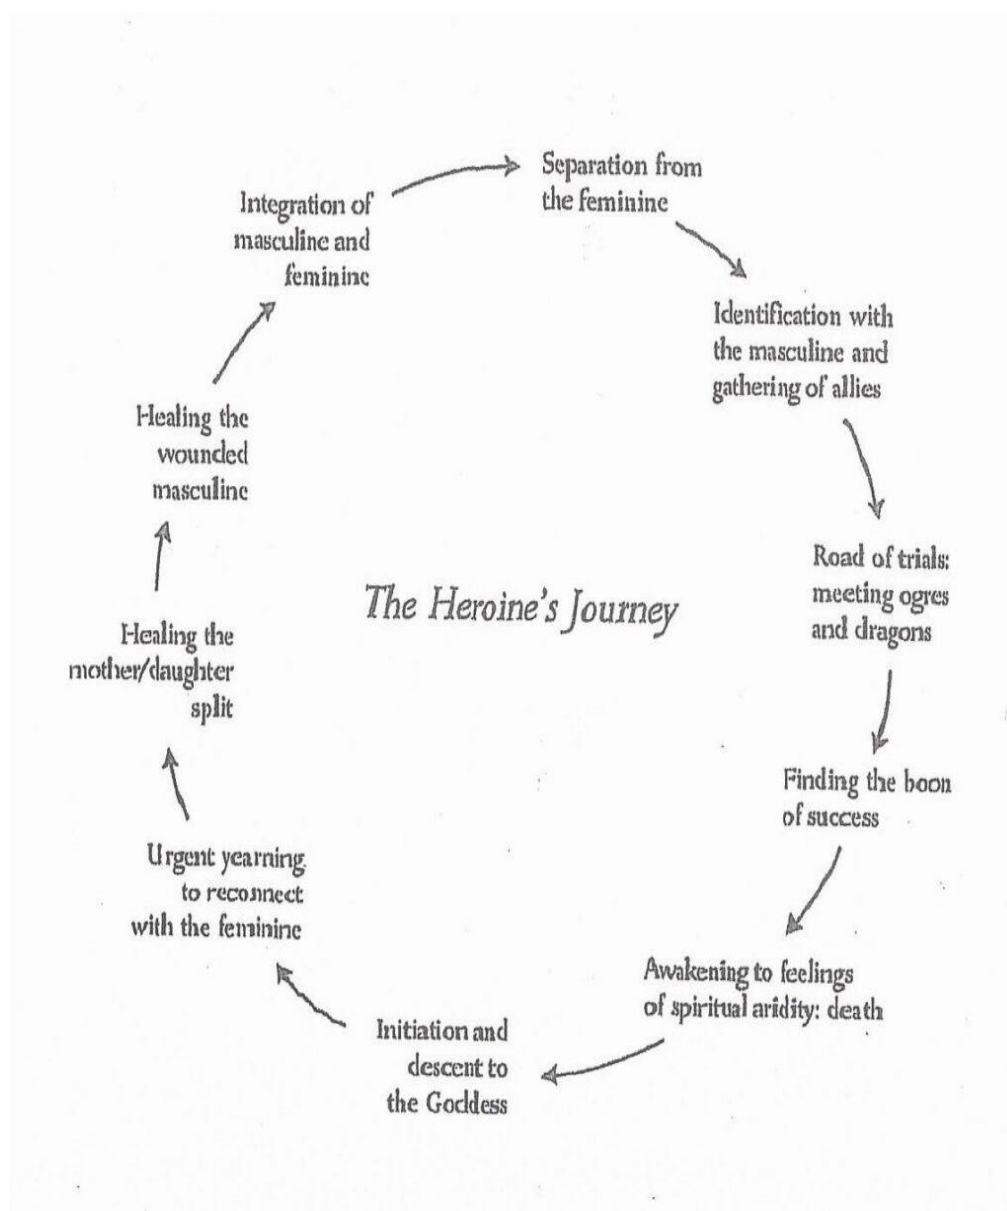 Separation from
the feminine
Identification with
the masculine and
gathering of allies
Road of trials:
meeting ogres
and dragons
Finding the boon
of success
Awakening to feelings
of spiritual aridity: death
Initiation and
descent to
the Goddess
Urgent yearning
to reconnect
with the feminine
Healing the
mother/daughter
split
Healing the
wounded
masculine
Integration of
masculine and
feminine
The Heroine's Journey